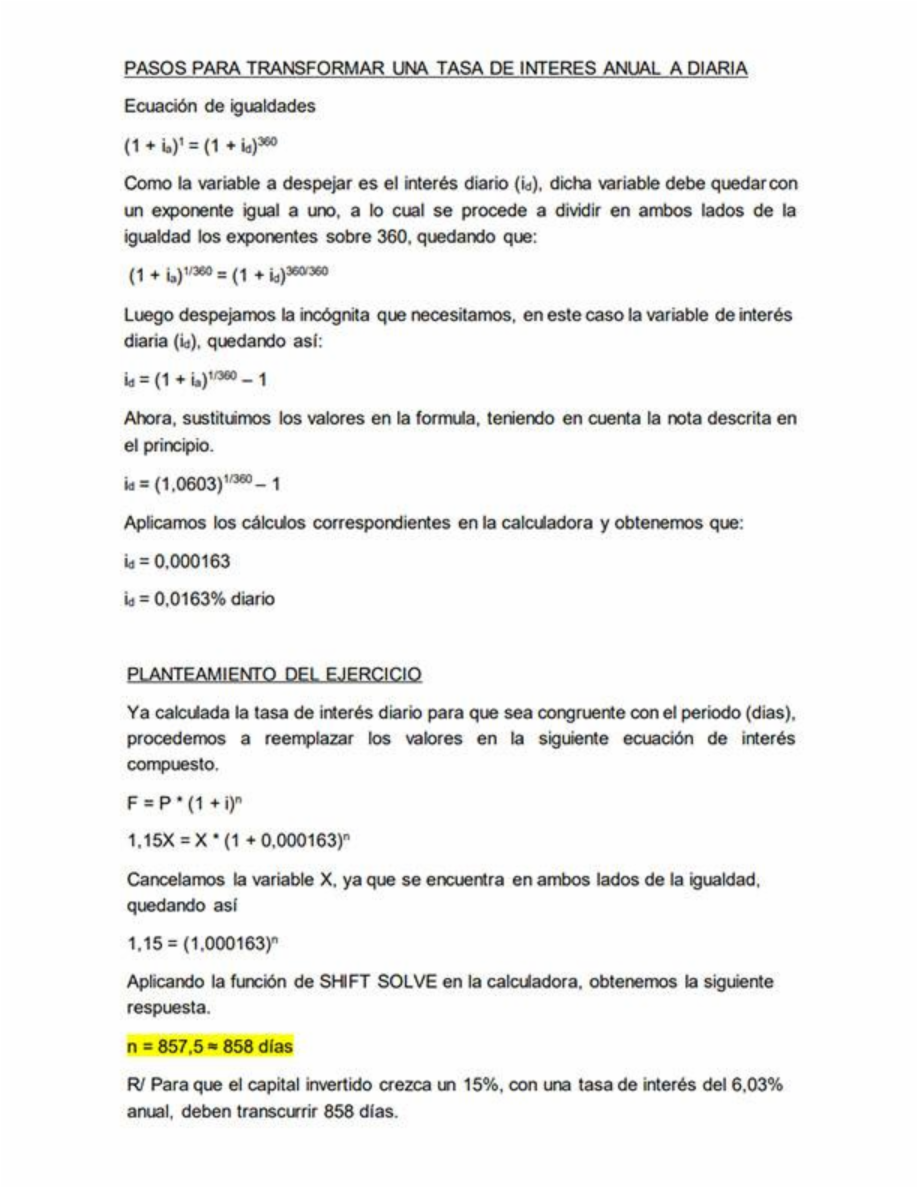 PASOS PARA TRANSFORMAR UNA TASA DE INTERES ANUAL A DIARIA
Ecuación de igualdades
(1 + iₐ)¹ = (1 + i_d)³⁶⁰
Como la variable a despejar es el interés diario (i_d), dicha variable debe quedar con
un exponente igual a uno, a lo cual se procede a dividir en ambos lados de la
igualdad los exponentes sobre 360, quedando que:
(1 + iₐ)^1/360 = (1 + i_d)^360/360
Luego despejamos la incógnita que necesitamos, en este caso la variable de interés
diaria (i_d), quedando así:
i_d = (1 + iₐ)^1/360 – 1
Ahora, sustituimos los valores en la formula, teniendo en cuenta la nota descrita en
el principio.
i_d = (1,0603)^1/360 – 1
Aplicamos los cálculos correspondientes en la calculadora y obtenemos que:
i_d = 0,000163
i_d = 0,0163% diario
PLANTEAMIENTO DEL EJERCICIO
Ya calculada la tasa de interés diario para que sea congruente con el periodo (dias),
procedemos a reemplazar los valores en la siguiente ecuación de interés
compuesto.
F = P * (1 + i)ⁿ
1,15X = X * (1 + 0,000163)ⁿ
Cancelamos la variable X, ya que se encuentra en ambos lados de la igualdad,
quedando así
1,15 = (1,000163)ⁿ
Aplicando la función de SHIFT SOLVE en la calculadora, obtenemos la siguiente
respuesta.
n = 857,5 ≈ 858 días
R/ Para que el capital invertido crezca un 15%, con una tasa de interés del 6,03%
anual, deben transcurrir 858 días.